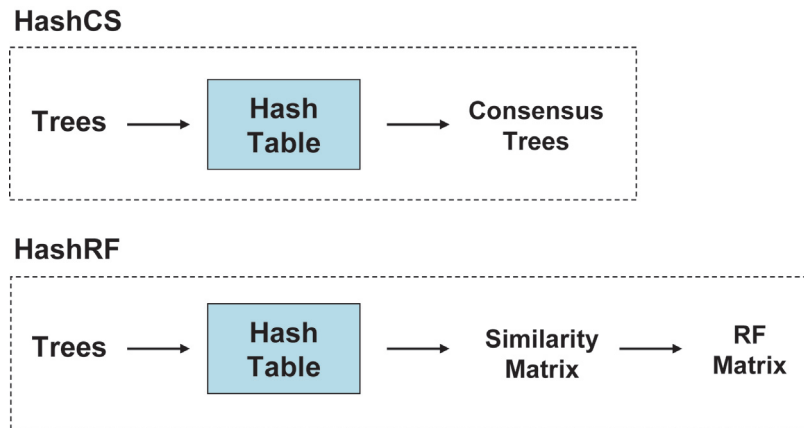 HashCS
Trees
Hash
Table
Consensus
Trees
HashRF
Trees
Hash
Table
Similarity
Matrix
RF
Matrix